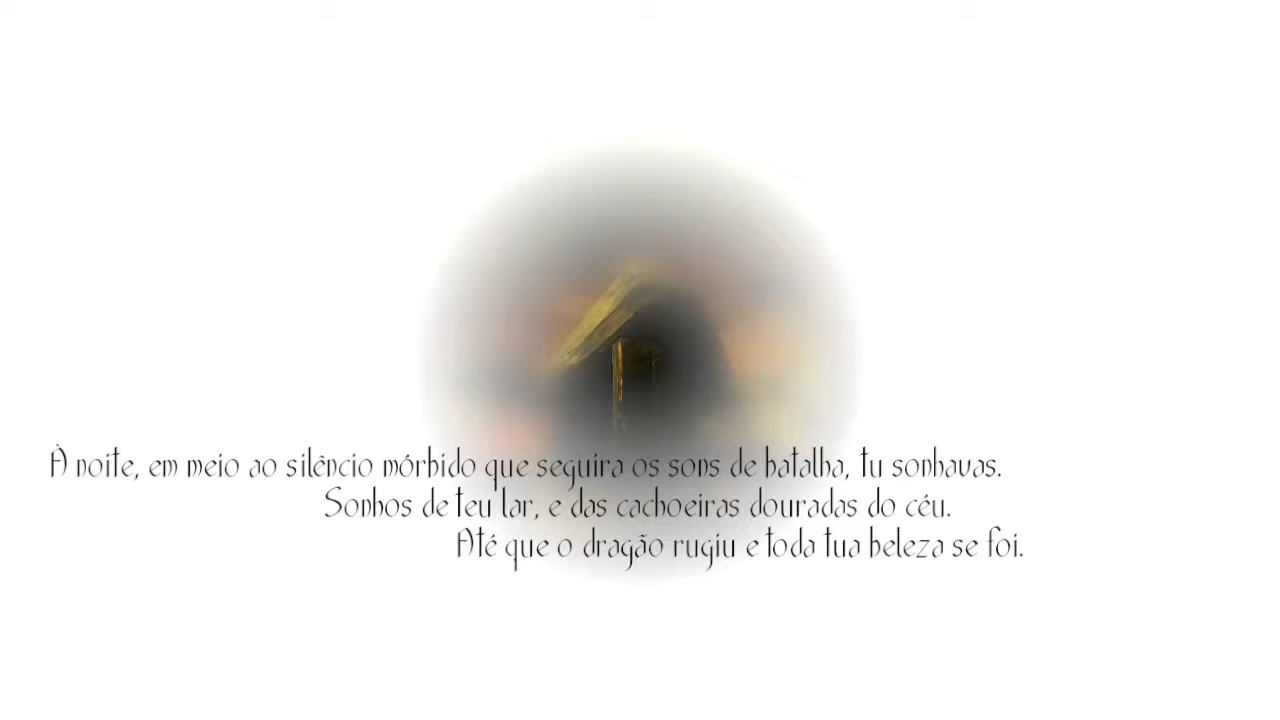 À noite, em meio ao silêncio mórbido que seguira os sons de batalha, tu sonhavas.
Sonhos de teu lar, e das cachoeiras douradas do céu.
Até que o dragão rugiu e toda tua beleza se foi.